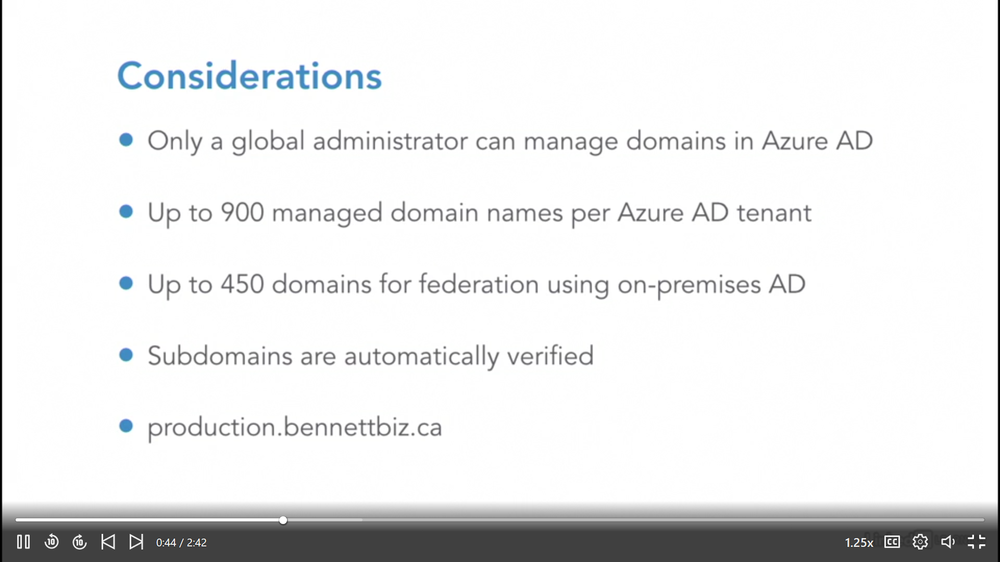 Considerations
Only a global administrator can manage domains in Azure AD
Up to 900 managed domain names per Azure AD tenant
Up to 450 domains for federation using on-premises AD
Subdomains are automatically verified
production.bennettbiz.ca
10 10 0:44 / 2:42 1.25x CC